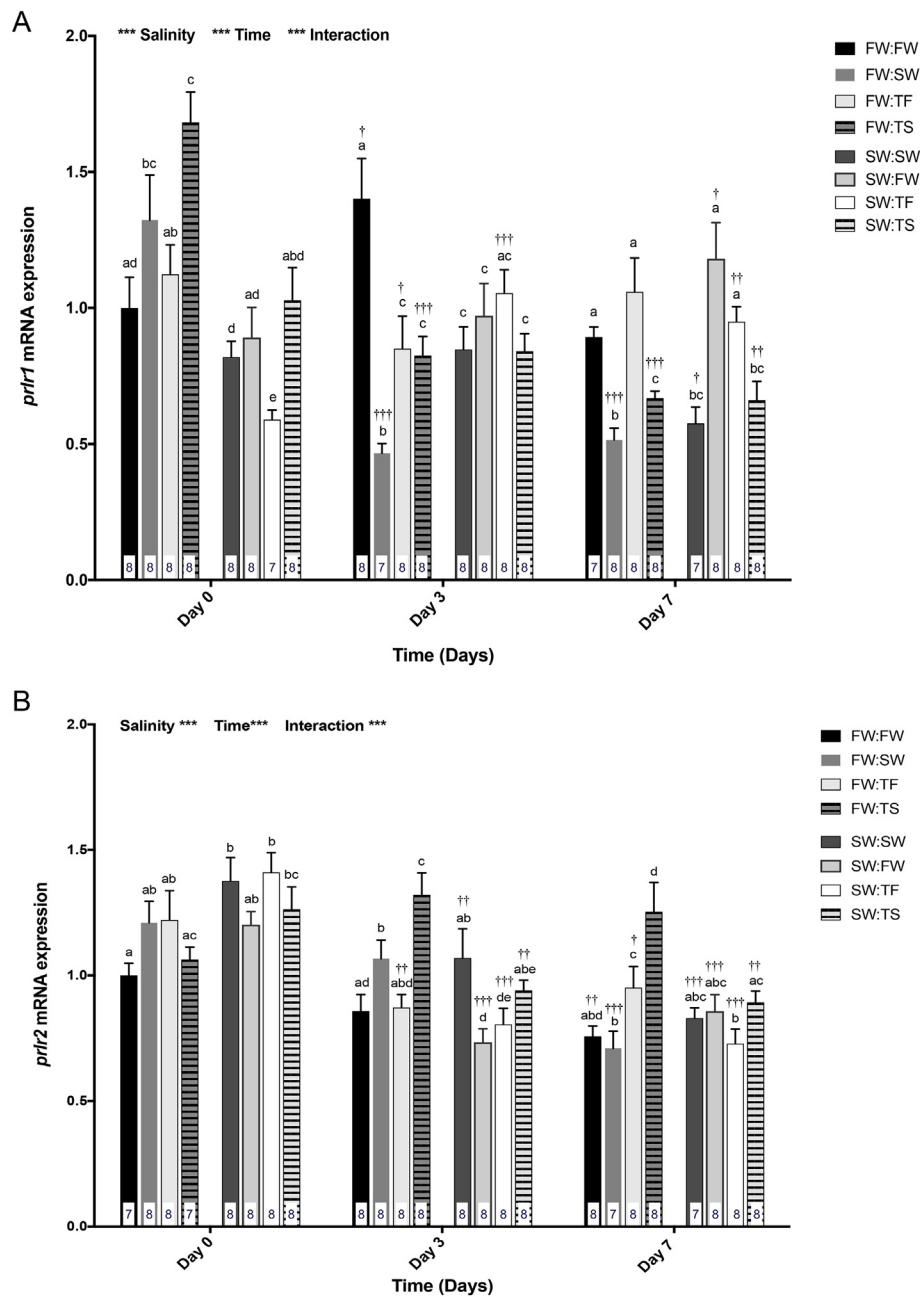 A
*** Salinity *** Time *** Interaction
2.0
1.5
1.0
0.5
0.0
prlr1 mRNA expression
ad bc ab c d ad e abd
† a ††† b † c ††† c c c ††† ac c
a ††† b a ††† c † bc † a †† a †† bc
8 8 8 8 8 8 7 8
8 7 8 8 8 8 8 8
7 8 8 8 7 8 8 8
Day 0
Day 3
Day 7
Time (Days)
FW:FW
FW:SW
FW:TF
FW:TS
SW:SW
SW:FW
SW:TF
SW:TS
B
Salinity *** Time*** Interaction ***
2.0
1.5
1.0
0.5
0.0
prlr2 mRNA expression
a ab ab ac b ab b bc
ad b †† abd c †† ab ††† d ††† de †† abe
†† abd ††† b † c d ††† abc ††† abc ††† b †† ac
7 8 8 7 8 8 8 8
8 8 8 8 8 8 8 8
8 7 8 8 7 8 8 8
Day 0
Day 3
Day 7
Time (Days)
FW:FW
FW:SW
FW:TF
FW:TS
SW:SW
SW:FW
SW:TF
SW:TS